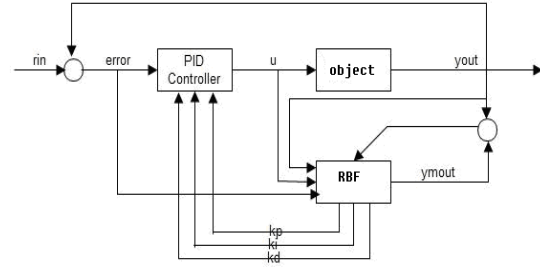 rin
error
PID
Controller
u
object
yout
RBF
ymout
kp
ki
kd